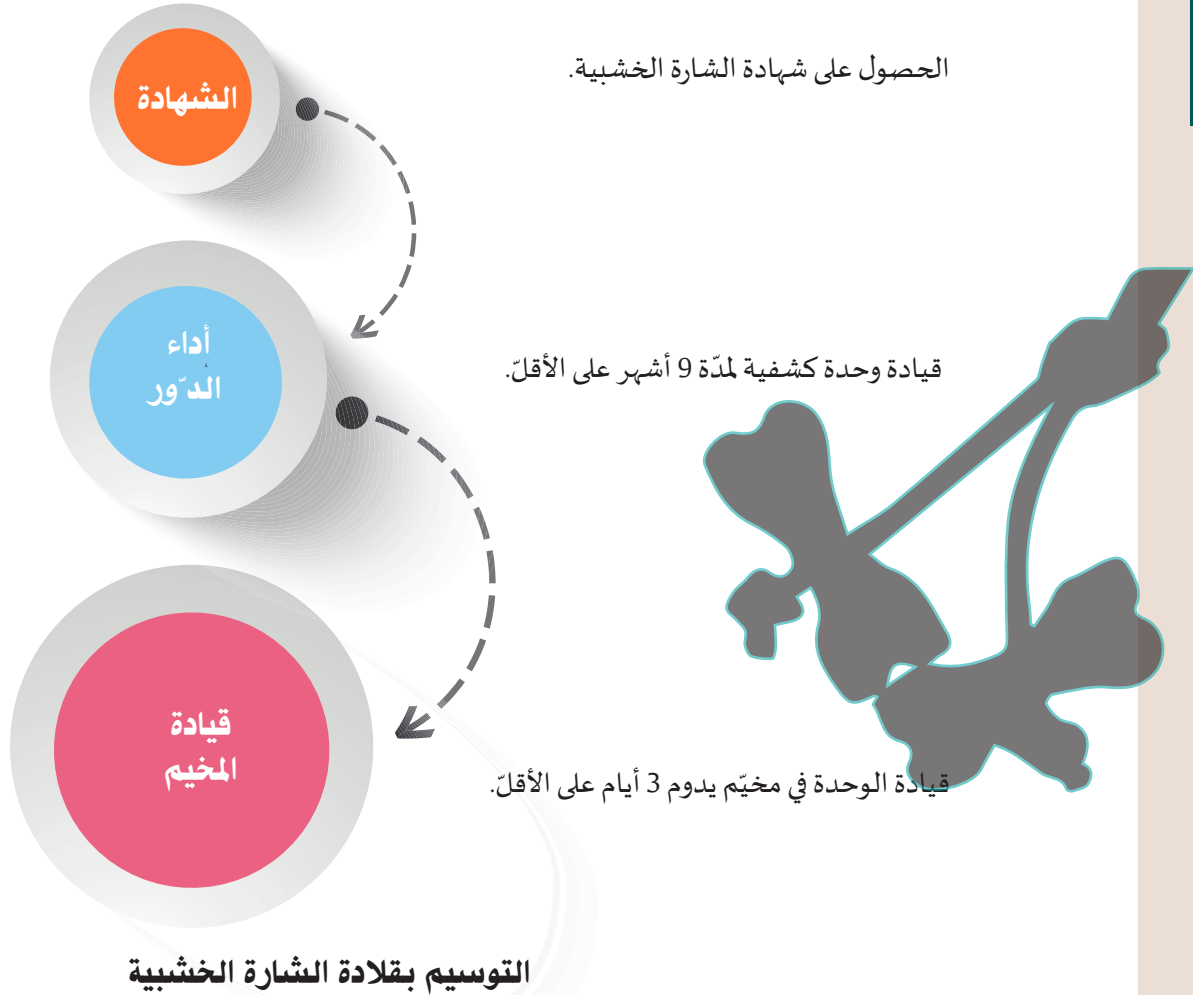 الشهادة
الحصول على شهادة الشارة الخشبية.
أداء
الدّور
قيادة وحدة كشفية لمدّة 9 أشهر على الأقلّ.
قيادة
المخيم
قيادة الوحدة في مخيّم يدوم 3 أيام على الأقلّ.
التوسيم بقلادة الشارة الخشبية